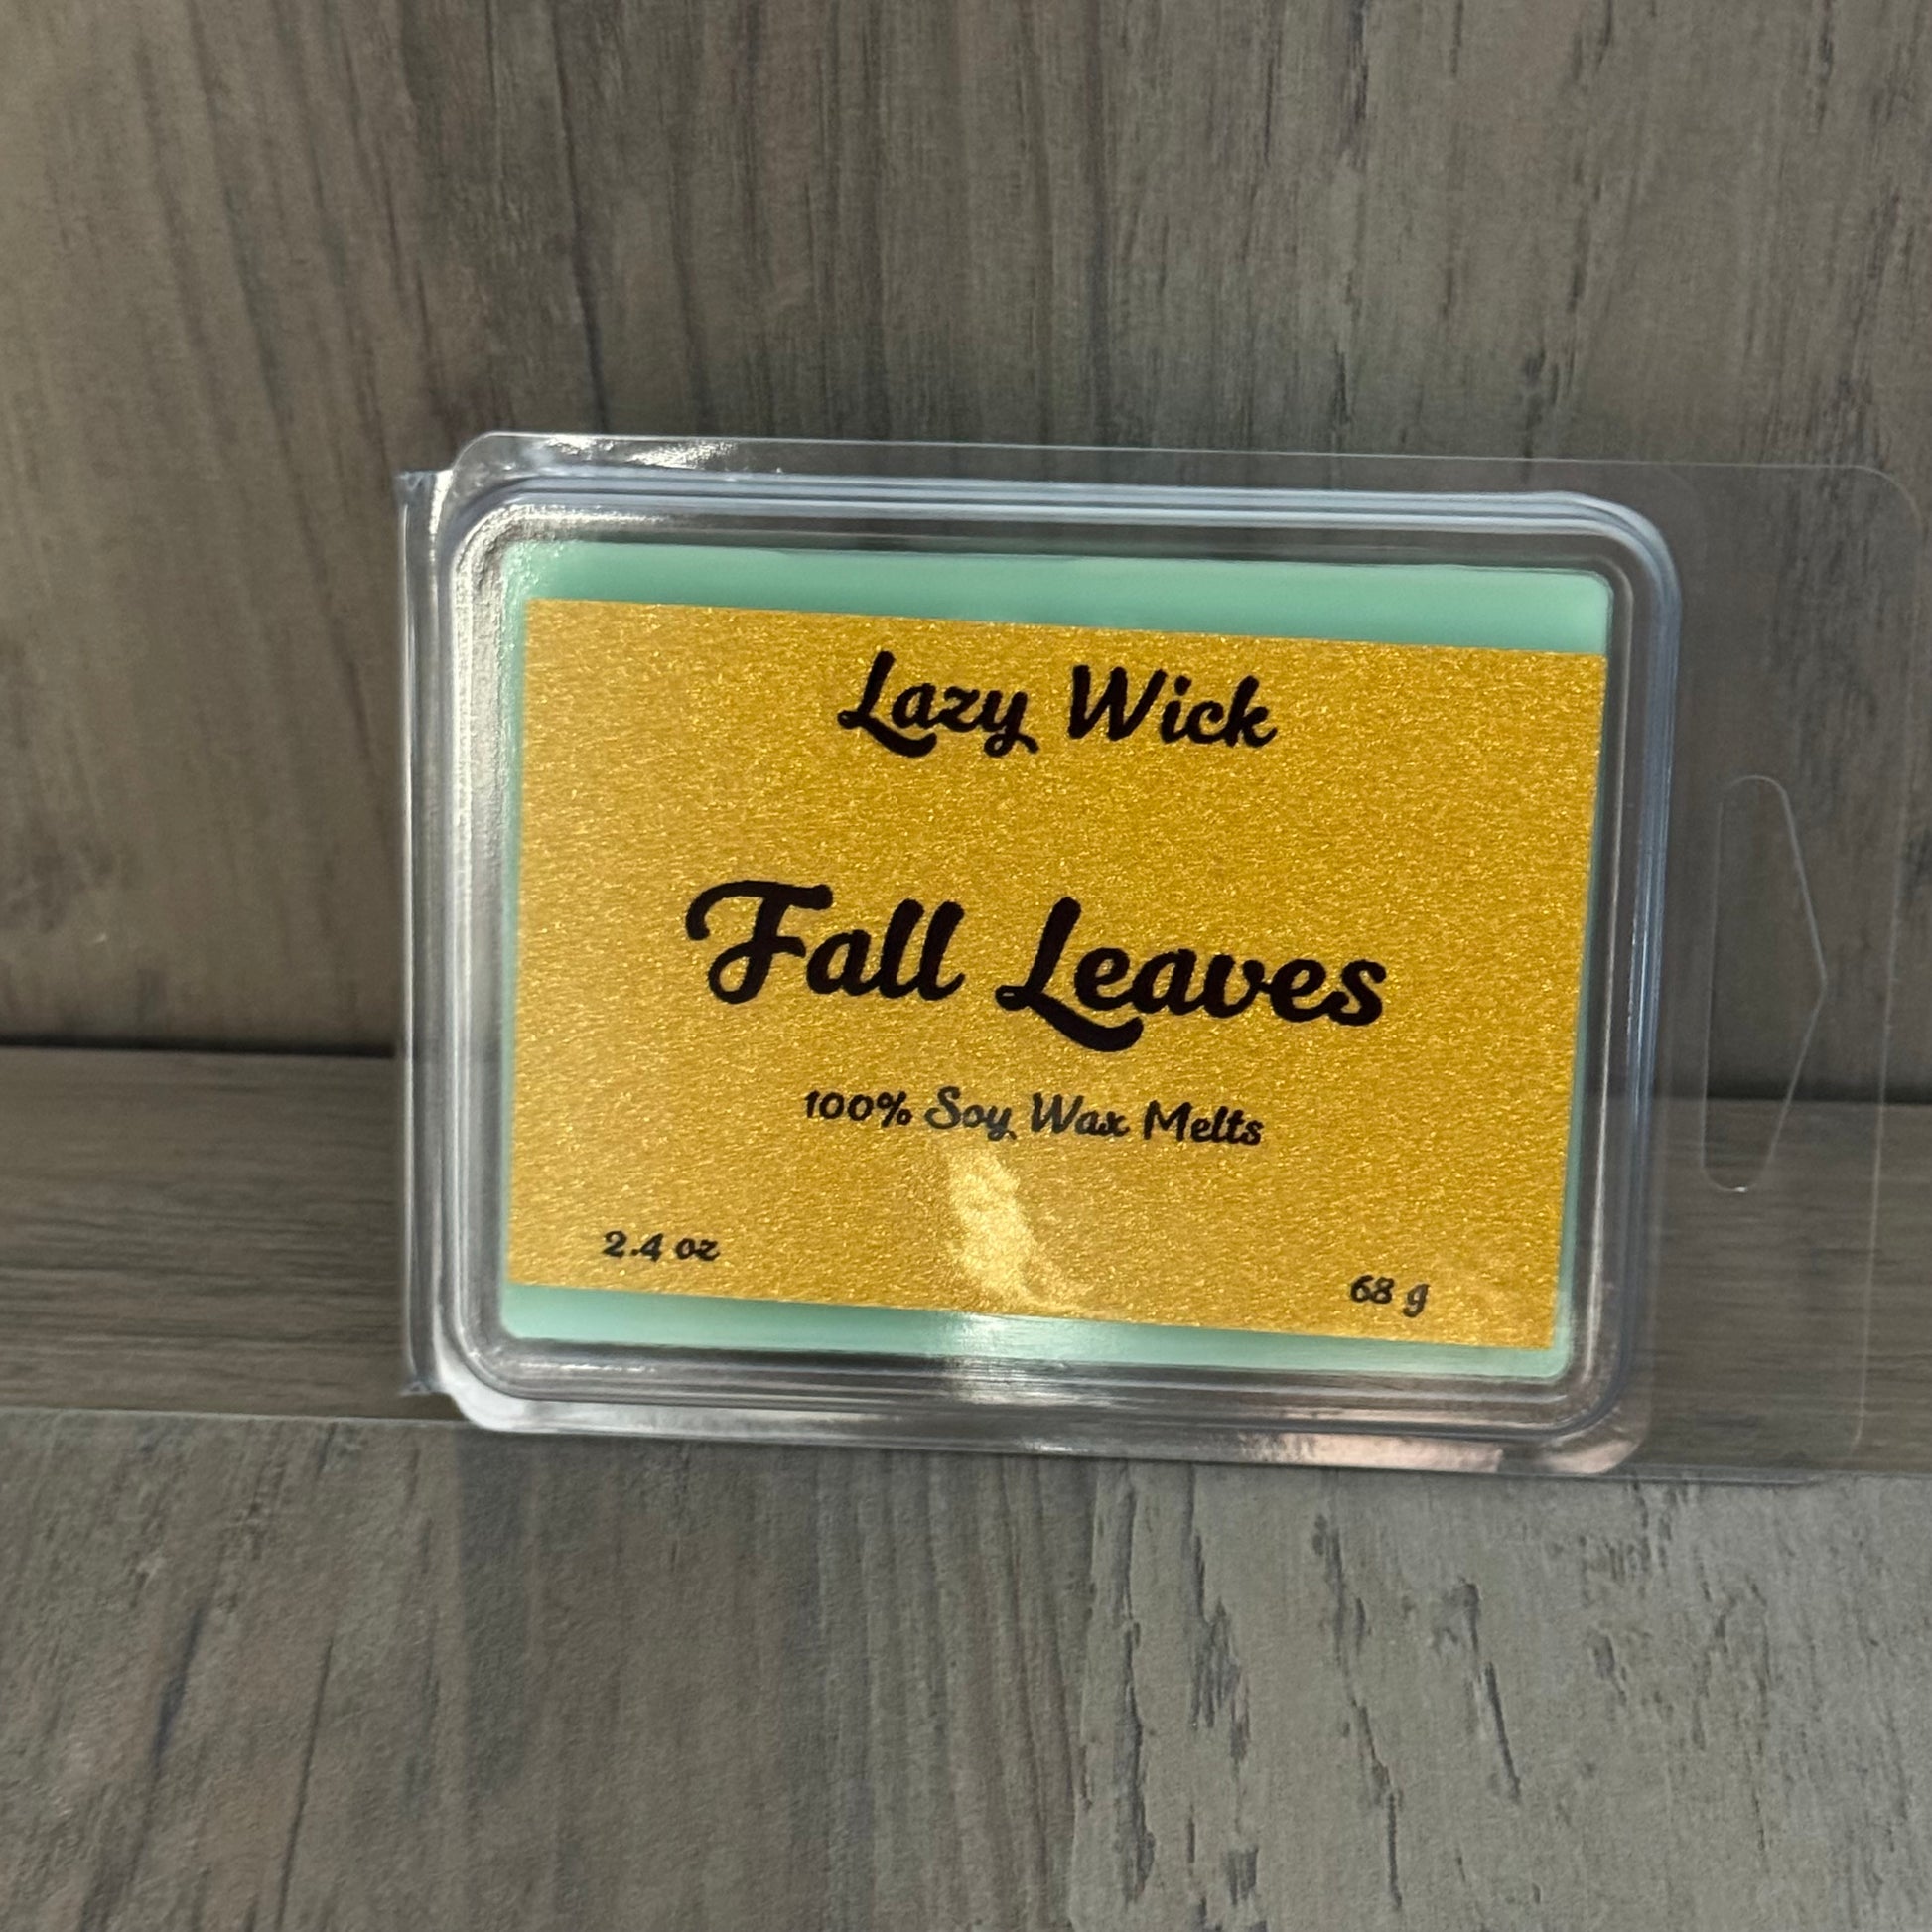 Lazy Wick
Fall Leaves
100% Soy Wax Melts
2.4 oz
68 g